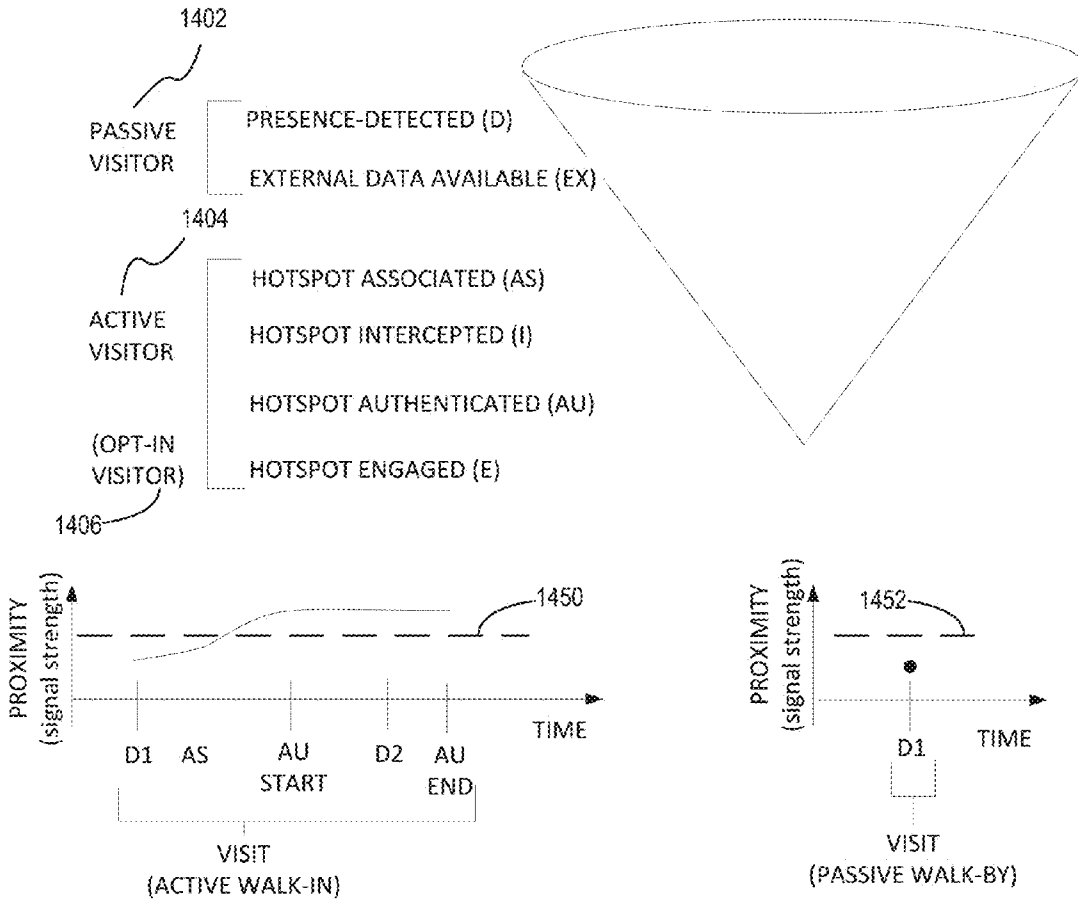 1402
PASSIVE
VISITOR
PRESENCE-DETECTED (D)
EXTERNAL DATA AVAILABLE (EX)
1404
ACTIVE
VISITOR
HOTSPOT ASSOCIATED (AS)
HOTSPOT INTERCEPTED (I)
HOTSPOT AUTHENTICATED (AU)
(OPT-IN
VISITOR)
HOTSPOT ENGAGED (E)
1406
PROXIMITY
(signal strength)
1450
TIME
D1
AS
AU
START
D2
AU
END
VISIT
(ACTIVE WALK-IN)
PROXIMITY
(signal strength)
1452
TIME
D1
VISIT
(PASSIVE WALK-BY)